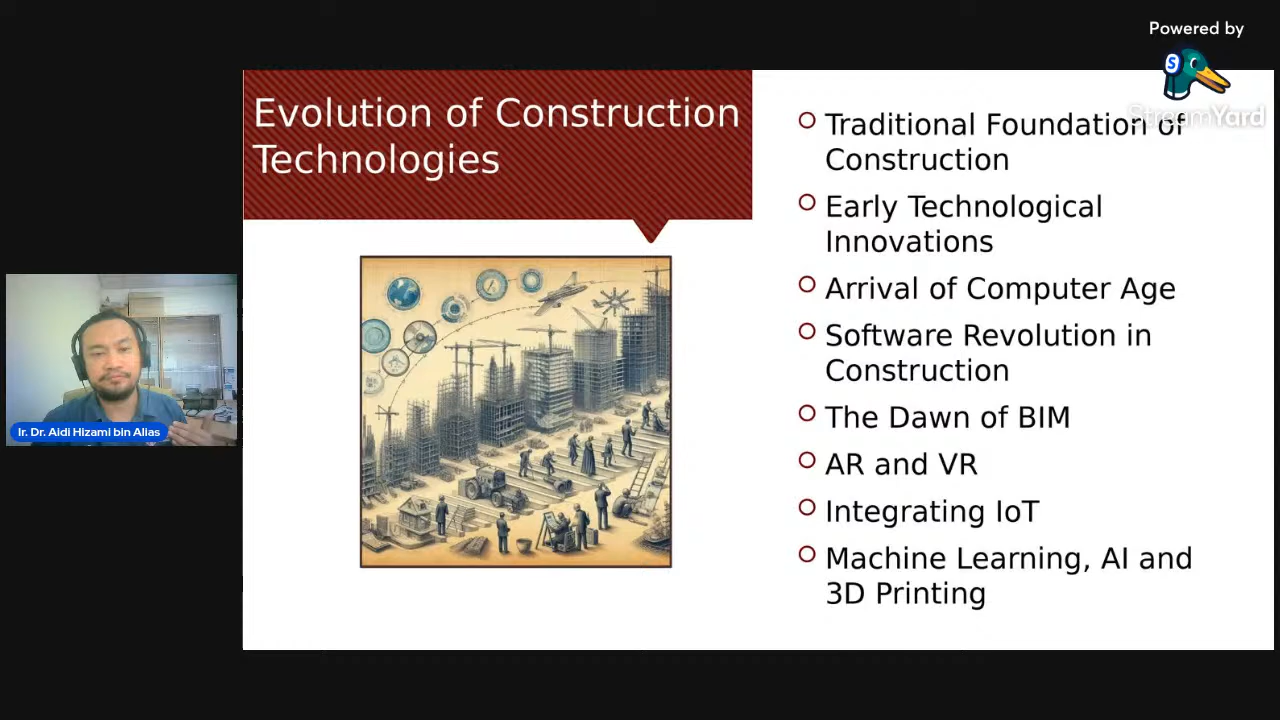 Powered by
StreamYard
Evolution of Construction
Technologies
Traditional Foundation of
Construction
Early Technological
Innovations
Arrival of Computer Age
Software Revolution in
Construction
The Dawn of BIM
AR and VR
Integrating IoT
Machine Learning, AI and
3D Printing
Ir. Dr. Aidi Hizami bin Alias